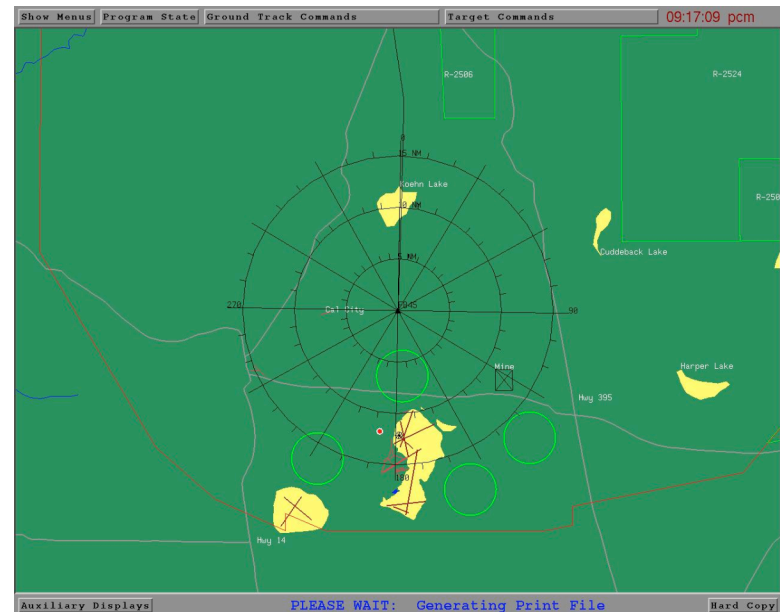 Show Menus Program State Ground Track Commands Target Commands 09:17:09 pcm
R-2506
R-2524
0
15 NM
Koehn Lake
R-250
10 NM
Cuddeback Lake
5 NM
270
Cal City
90
Mine
Harper Lake
Hwy 395
180
Hwy 14
Auxiliary Displays PLEASE WAIT: Generating Print File Hard Copy